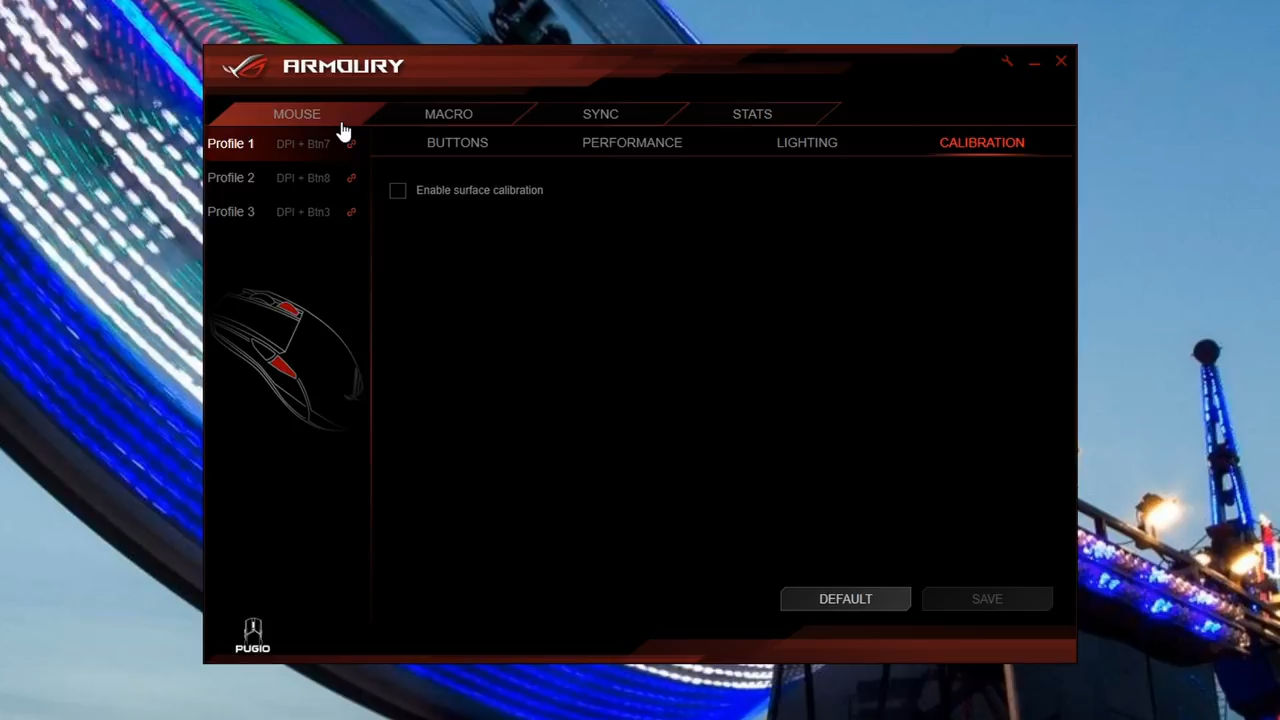 ARMOURY
MOUSE MACRO SYNC STATS
Profile 1 DPI + Btn7
Profile 2 DPI + Btn8
Profile 3 DPI + Btn3
BUTTONS PERFORMANCE LIGHTING CALIBRATION
Enable surface calibration
DEFAULT SAVE
PUGIO